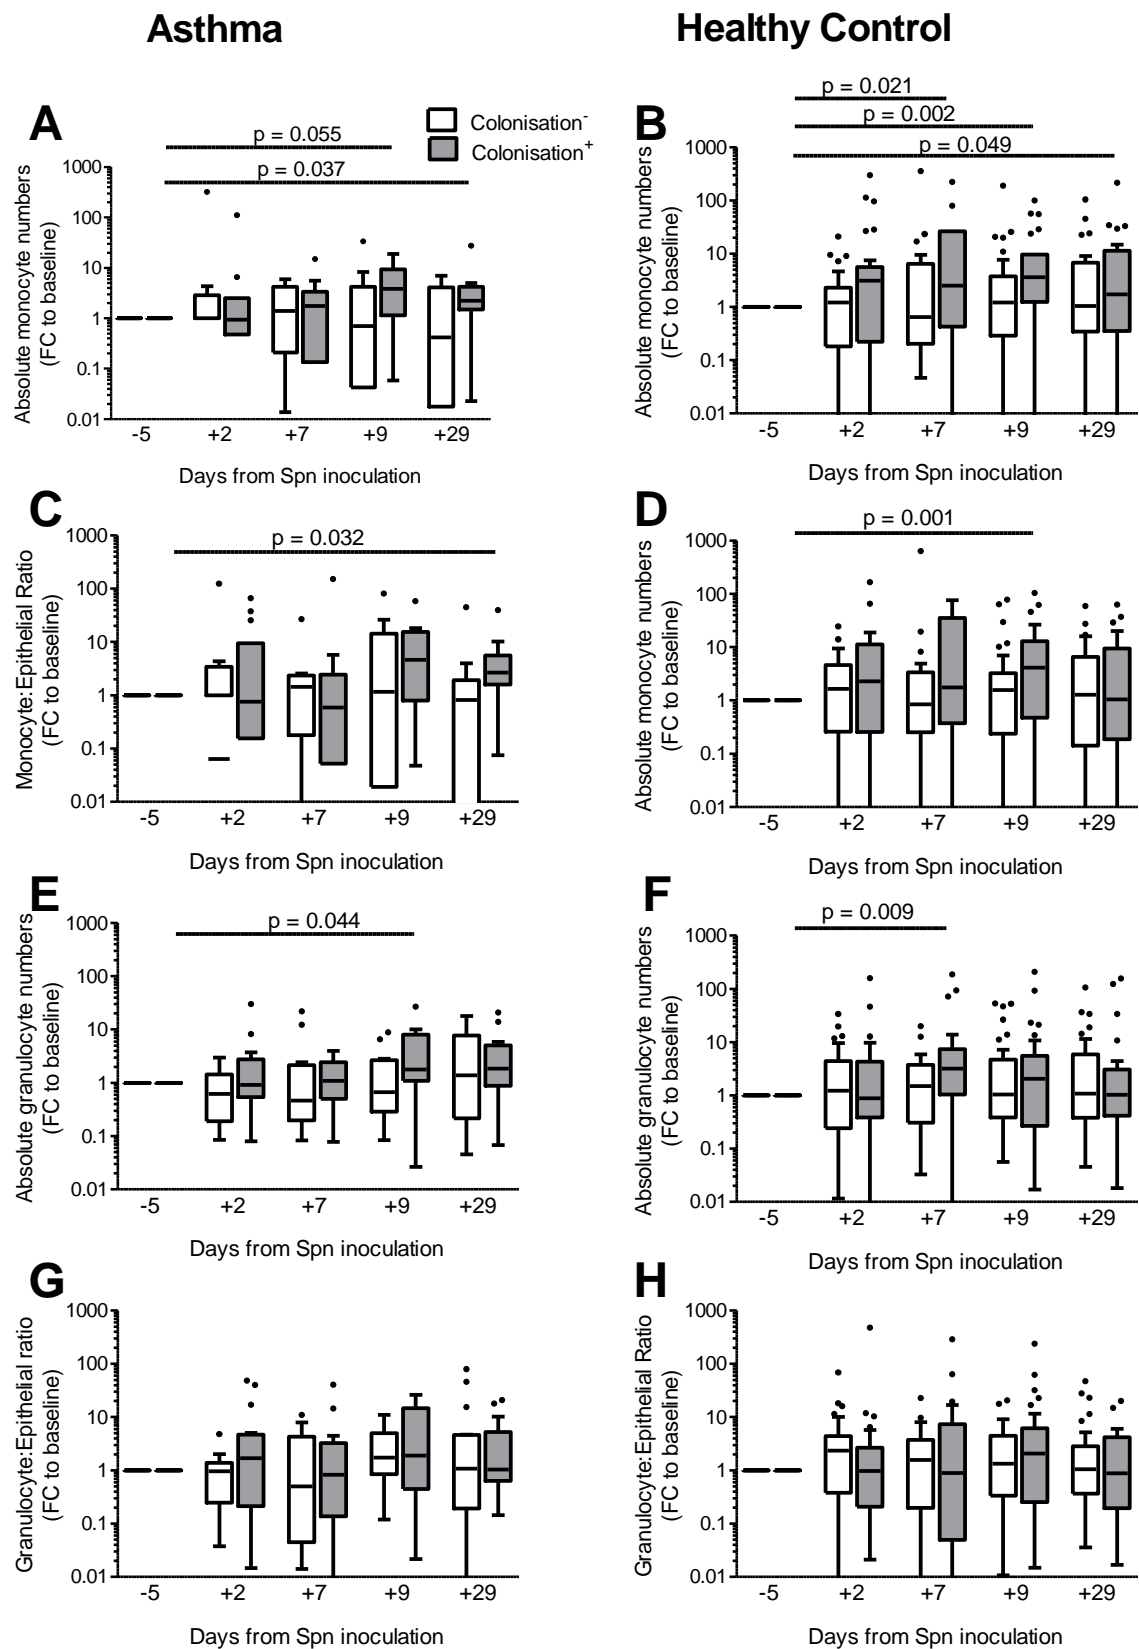 Asthma
Healthy Control
A
p = 0.055
p = 0.037
Colonisation-
Colonisation+
Absolute monocyte numbers
(FC to baseline)
1000
100
10
1
0.1
0.01
-5 +2 +7 +9 +29
Days from Spn inoculation
B
p = 0.021
p = 0.002
p = 0.049
Absolute monocyte numbers
(FC to baseline)
1000
100
10
1
0.1
0.01
-5 +2 +7 +9 +29
Days from Spn inoculation
C
p = 0.032
Monocyte:Epithelial Ratio
(FC to baseline)
1000
100
10
1
0.1
0.01
-5 +2 +7 +9 +29
Days from Spn inoculation
D
p = 0.001
Absolute monocyte numbers
(FC to baseline)
1000
100
10
1
0.1
0.01
-5 +2 +7 +9 +29
Days from Spn inoculation
E
p = 0.044
Absolute granulocyte numbers
(FC to baseline)
1000
100
10
1
0.1
0.01
-5 +2 +7 +9 +29
Days from Spn inoculation
F
p = 0.009
Absolute granulocyte numbers
(FC to baseline)
1000
100
10
1
0.1
0.01
-5 +2 +7 +9 +29
Days from Spn inoculation
G
Granulocyte:Epithelial ratio
(FC to baseline)
1000
100
10
1
0.1
0.01
-5 +2 +7 +9 +29
Days from Spn inoculation
H
Granulocyte:Epithelial Ratio
(FC to baseline)
1000
100
10
1
0.1
0.01
-5 +2 +7 +9 +29
Days from Spn inoculation